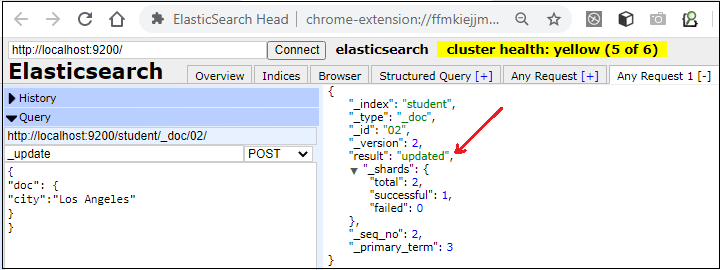 ElasticSearch Head | chrome-extension://ffmkiejjm...
http://localhost:9200/ Connect elasticsearch cluster health: yellow (5 of 6)
Elasticsearch Overview Indices Browser Structured Query [+] Any Request [+] Any Request 1 [-]
History
Query
http://localhost:9200/student/_doc/02/
_update POST
{
"doc": {
"city":"Los Angeles"
}
}
{
"_index": "student",
"_type": "_doc",
"_id": "02",
"_version": 2,
"result": "updated",
"_shards": {
"total": 2,
"successful": 1,
"failed": 0
},
"_seq_no": 2,
"_primary_term": 3
}